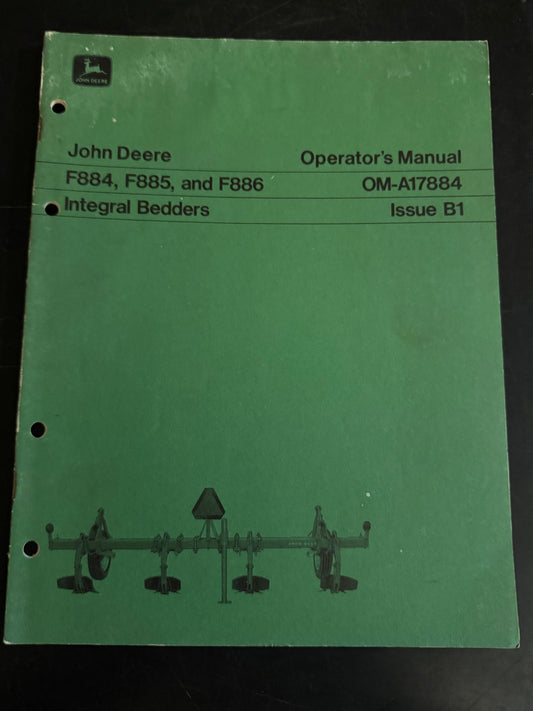 JOHN DEERE
John Deere Operator's Manual
F884, F885, and F886 OM-A17884
Integral Bedders Issue B1